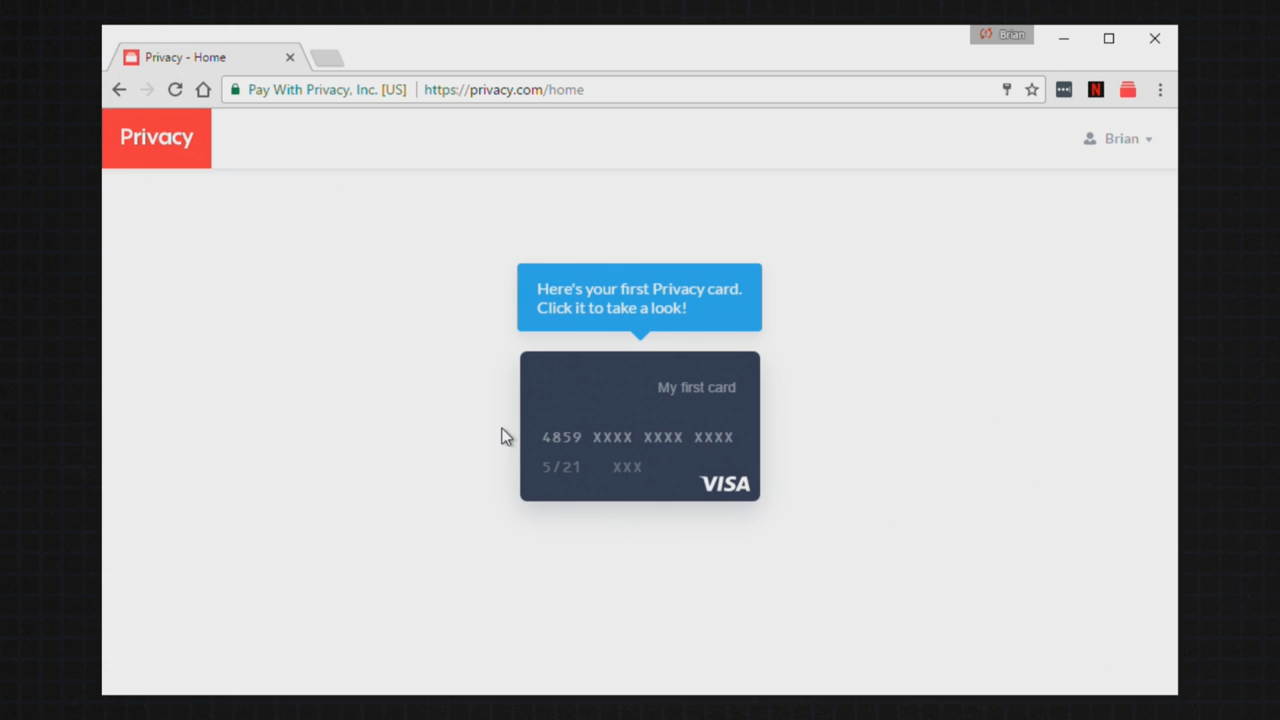 Brian
Privacy - Home
Pay With Privacy, Inc. [US]
https://privacy.com/home
N
Privacy
Brian
Here's your first Privacy card.
Click it to take a look!
My first card
4859 XXXX XXXX XXXX
5/21 XXX
VISA